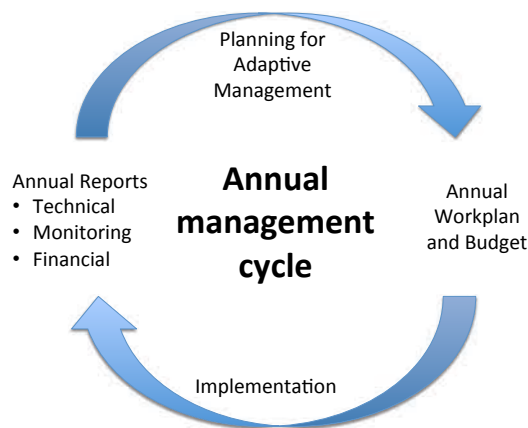 Planning for
Adaptive
Management
Annual Reports
• Technical
• Monitoring
• Financial
Annual
management
cycle
Annual
Workplan
and Budget
Implementation